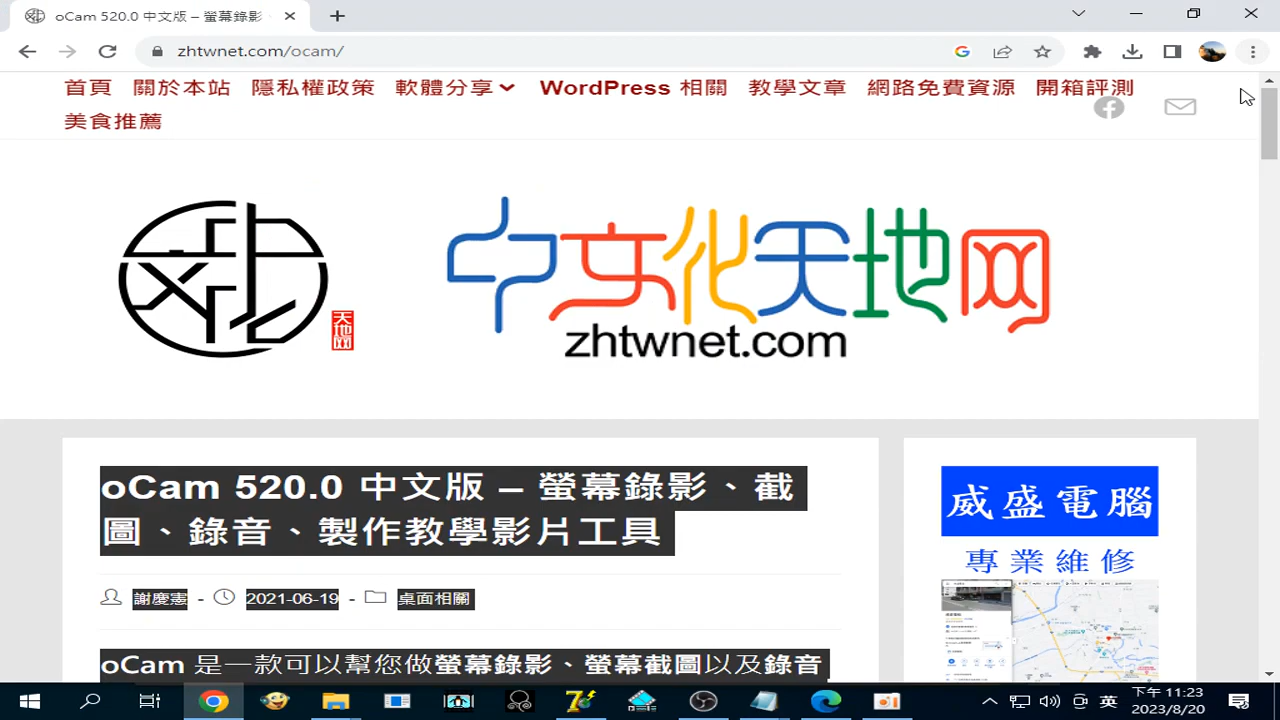 oCam 520.0 中文版 – 螢幕錄影
zhtwnet.com/ocam/
首頁 關於本站 隱私權政策 軟體分享 WordPress 相關 教學文章 網路免費資源 開箱評測
美食推薦
文化
天地网
中文化天地网
zhtwnet.com
oCam 520.0 中文版 – 螢幕錄影、截
圖、錄音、製作教學影片工具
謝慶憲 - 2021-06-19 - 桌面相關
oCam 是一款可以幫您做螢幕錄影、螢幕截圖以及錄音
威盛電腦
專業維修
英
下午 11:23
2023/8/20